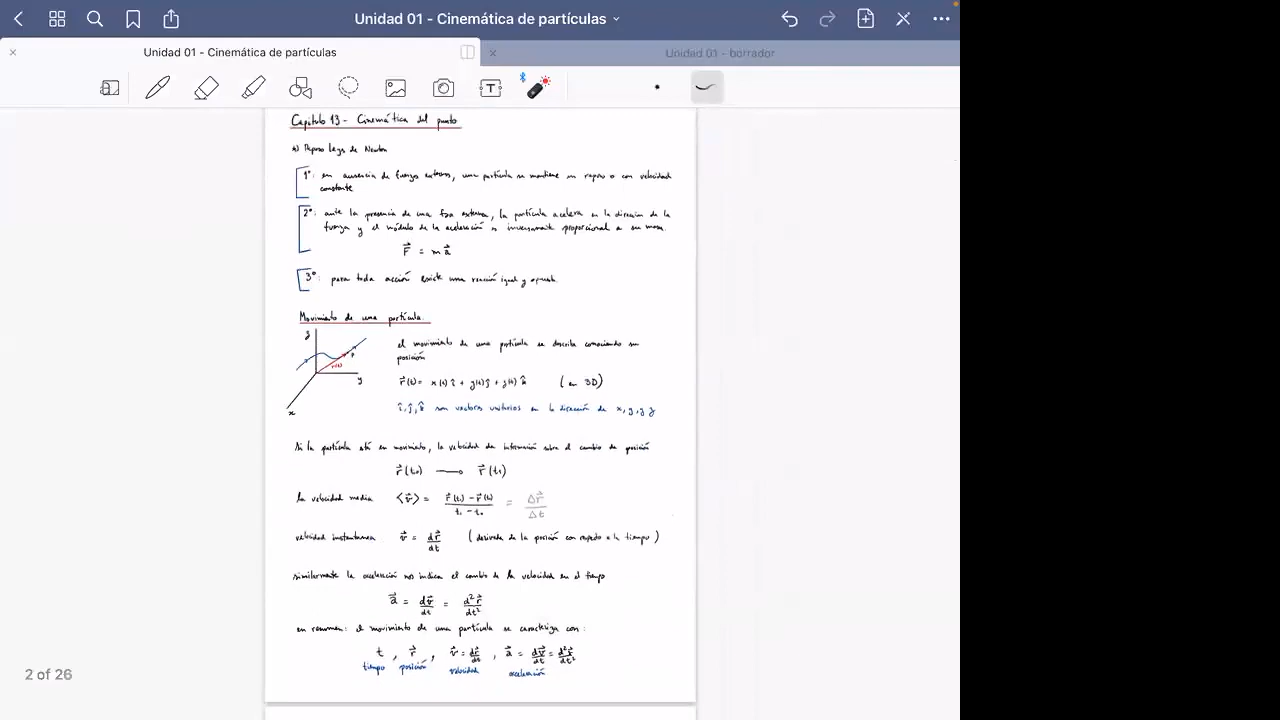 Unidad 01 - Cinemática de partículas
Unidad 01 - Cinemática de partículas
Unidad 01 - borrador
Capítulo 13 - Cinemática del punto
*) Repaso leyes de Newton
1°: en ausencia de fuerzas externas, una partícula se mantiene en reposo o con velocidad
constante
2°: ante la presencia de una fza externa, la partícula acelera en la dirección de la
fuerza y el módulo de la aceleración es inversamente proporcional a su masa.
F⃗ = m a⃗
3°: para toda acción existe una reacción igual y opuesta.
Movimiento de una partícula.
z
P
r(t)
y
x
el movimiento de una partícula se describe conociendo su
posición
r⃗(t) = x(t) î + y(t) ĵ + z(t) k̂ (en 3D)
î, ĵ, k̂ son vectores unitarios en la dirección de x, y, z
Si la partícula está en movimiento, la velocidad da información sobre el cambio de posición
r⃗(t₀) ⟶ r⃗(t₁)
la velocidad media <v⃗> = r⃗(t₁) - r⃗(t₀) / t₁ - t₀ = Δr⃗ / Δt
velocidad instantanea v⃗ = dr⃗/dt (derivada de la posición con respecto a la tiempo)
similarmente la aceleración nos indica el cambio de la velocidad en el tiempo
a⃗ = dv⃗/dt = d²r⃗/dt²
en resumen: el movimiento de una partícula se caracteriza con:
t , r⃗ , v⃗ = dr⃗/dt , a⃗ = dv⃗/dt = d²r⃗/dt²
tiempo posición velocidad aceleración
2 of 26